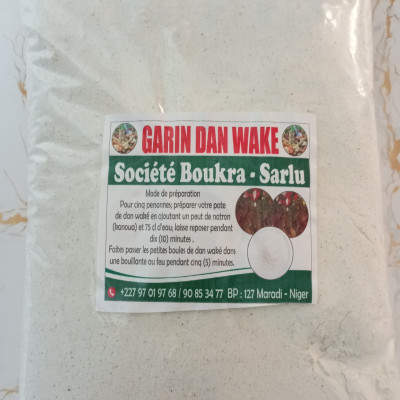 GARIN DAN WAKE
Société Boukra - Sarlu
Mode de préparation
Pour cinq penonnes; préparer votre pate
de dan waké en ajoutant un peut de natron
(kanoua) et 75 cl d'eau; laisse reposer pendant
dix (10) minutes .
Faites passer les petites boules de dan waké dans
une bouillante au feu pendant cinq (5) minutes.
+227 97 01 97 68 / 90 85 34 77 BP : 127 Maradi - Niger